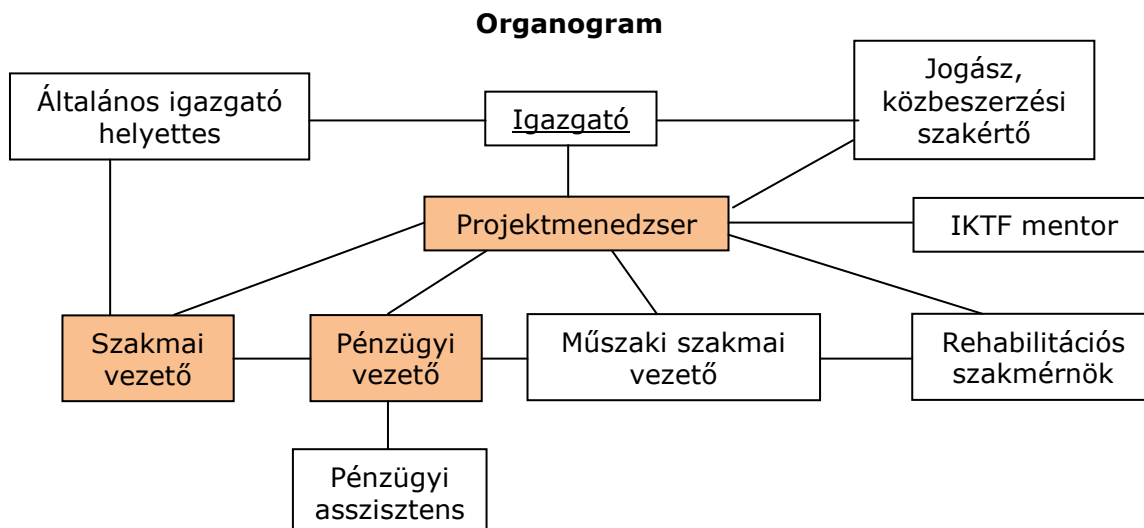 Organogram
Általános igazgató
helyettes
Igazgató
Jogász,
közbeszerzési
szakértő
Projektmenedzser
IKTF mentor
Szakmai
vezető
Pénzügyi
vezető
Műszaki szakmai
vezető
Rehabilitációs
szakmérnök
Pénzügyi
asszisztens